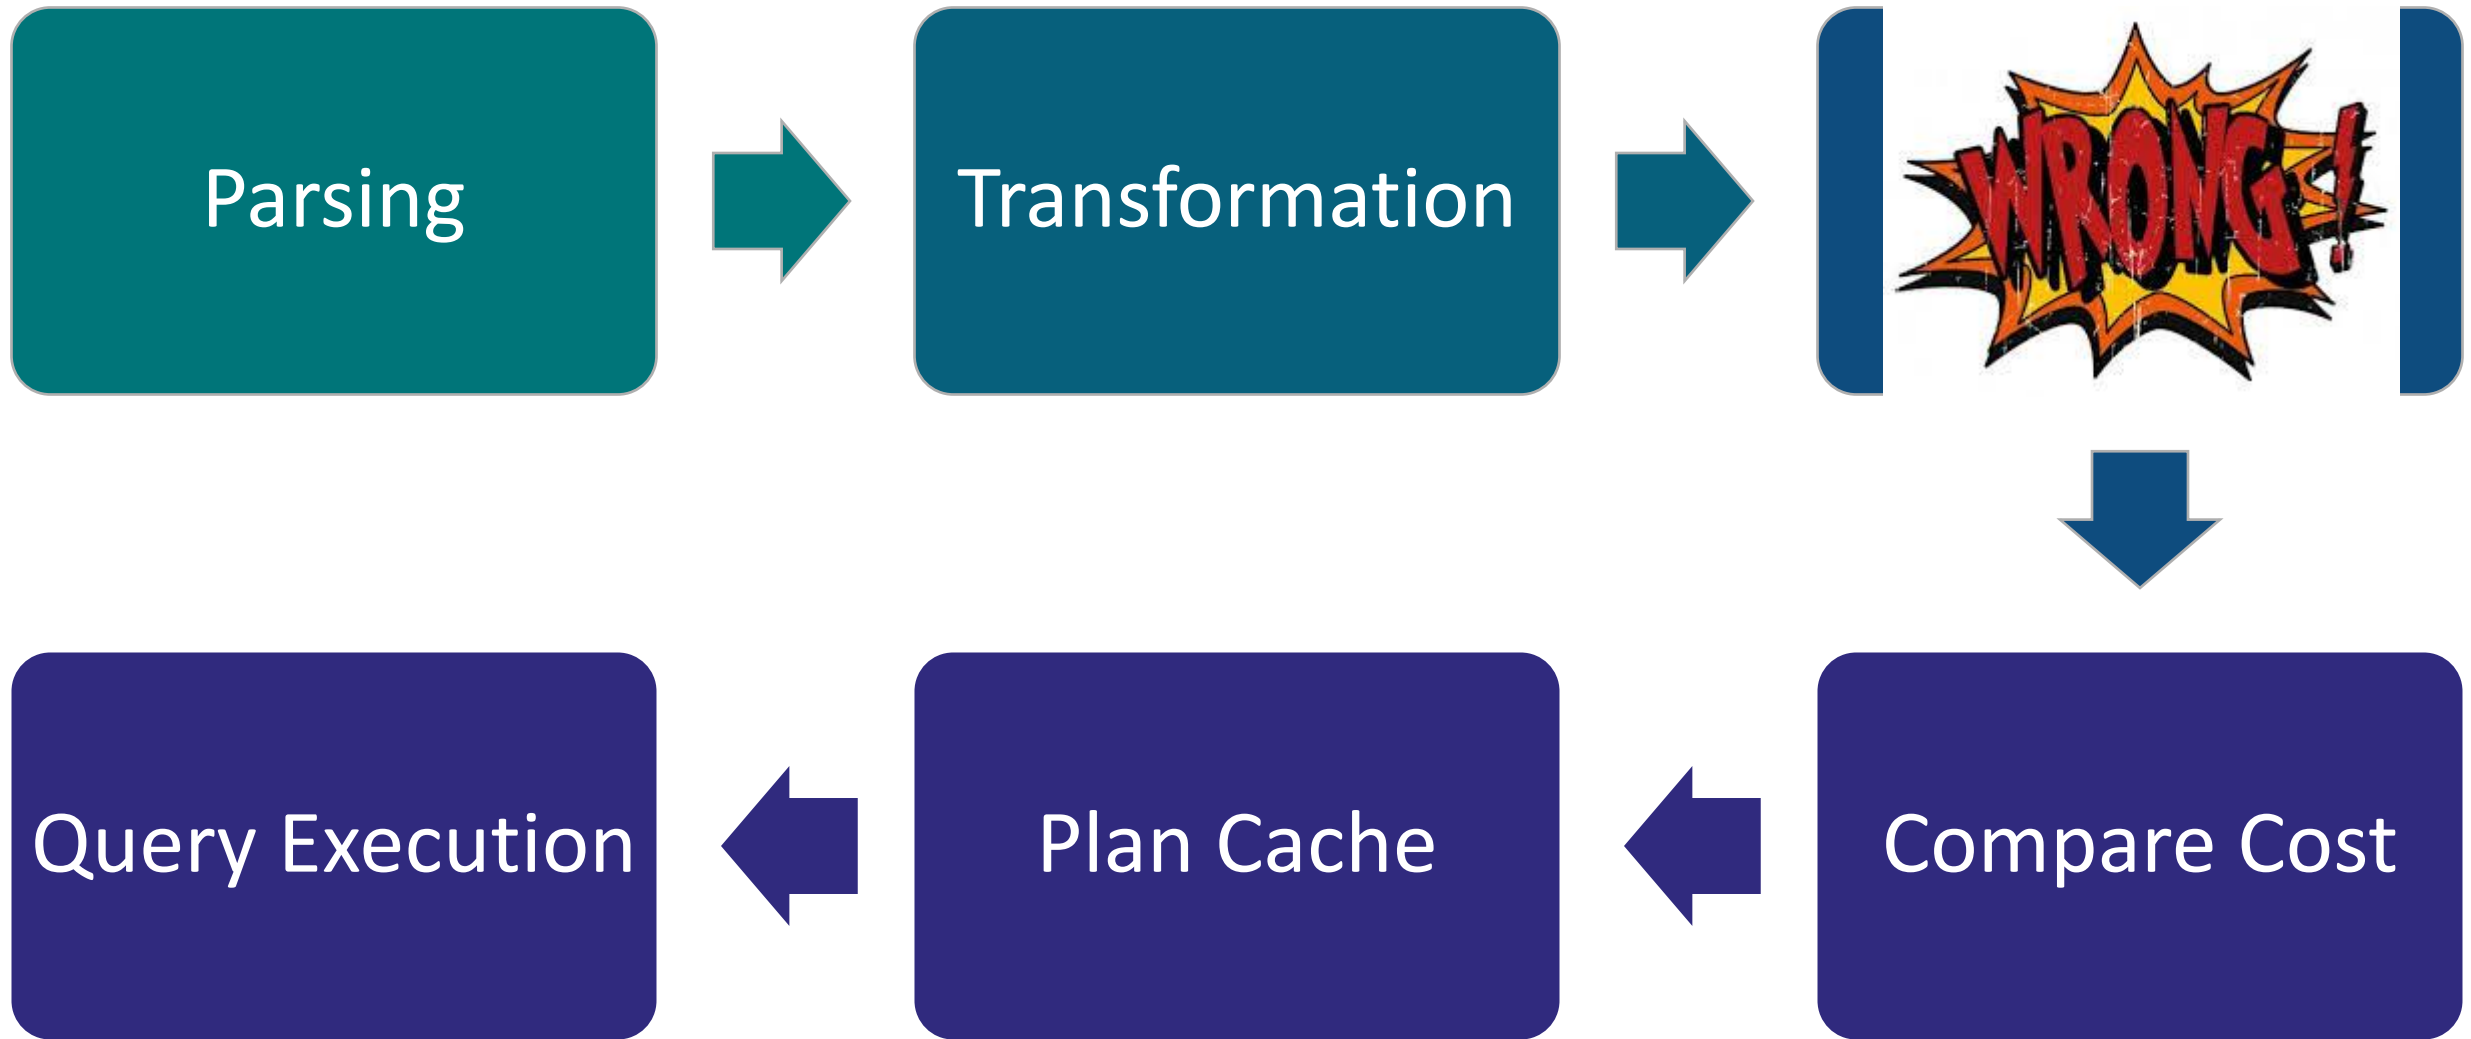 Parsing
Transformation
WRONG!
Compare Cost
Plan Cache
Query Execution